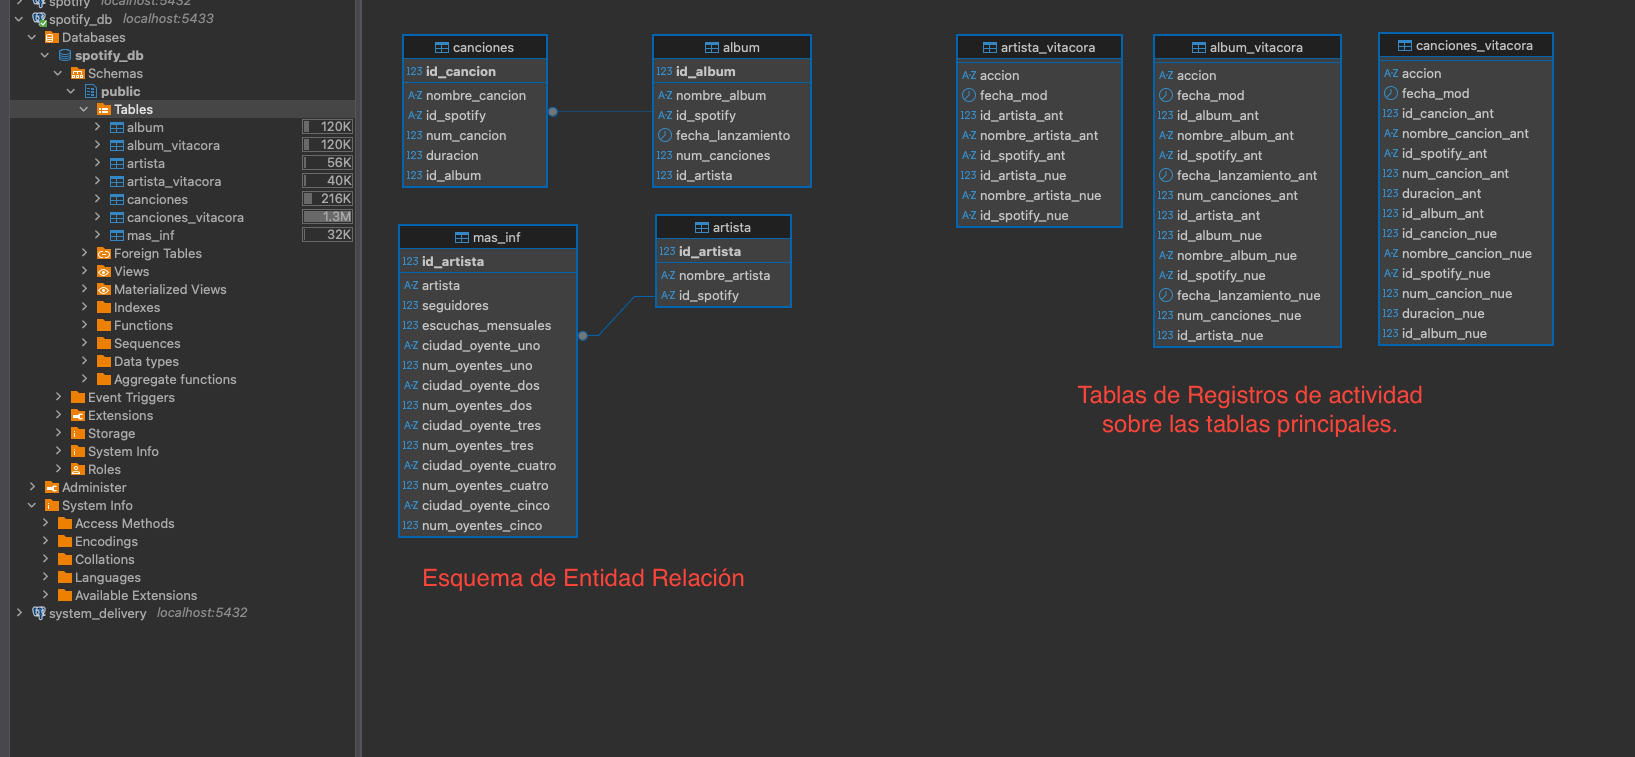 spotify localhost:5432
spotify_db localhost:5433
Databases
spotify_db
Schemas
public
Tables
album 120K
album_vitacora 120K
artista 56K
artista_vitacora 40K
canciones 216K
canciones_vitacora 1.3M
mas_inf 32K
Foreign Tables
Views
Materialized Views
Indexes
Functions
Sequences
Data types
Aggregate functions
Event Triggers
Extensions
Storage
System Info
Roles
Administer
System Info
Access Methods
Encodings
Collations
Languages
Available Extensions
system_delivery localhost:5432
canciones
123 id_cancion
A-Z nombre_cancion
A-Z id_spotify
123 num_cancion
123 duracion
123 id_album
album
123 id_album
A-Z nombre_album
A-Z id_spotify
fecha_lanzamiento
123 num_canciones
123 id_artista
mas_inf
123 id_artista
A-Z artista
123 seguidores
123 escuchas_mensuales
A-Z ciudad_oyente_uno
123 num_oyentes_uno
A-Z ciudad_oyente_dos
123 num_oyentes_dos
A-Z ciudad_oyente_tres
123 num_oyentes_tres
A-Z ciudad_oyente_cuatro
123 num_oyentes_cuatro
A-Z ciudad_oyente_cinco
123 num_oyentes_cinco
artista
123 id_artista
A-Z nombre_artista
A-Z id_spotify
Esquema de Entidad Relación
artista_vitacora
A-Z accion
fecha_mod
123 id_artista_ant
A-Z nombre_artista_ant
A-Z id_spotify_ant
123 id_artista_nue
A-Z nombre_artista_nue
A-Z id_spotify_nue
album_vitacora
A-Z accion
fecha_mod
123 id_album_ant
A-Z nombre_album_ant
A-Z id_spotify_ant
fecha_lanzamiento_ant
123 num_canciones_ant
123 id_artista_ant
123 id_album_nue
A-Z nombre_album_nue
A-Z id_spotify_nue
fecha_lanzamiento_nue
123 num_canciones_nue
123 id_artista_nue
canciones_vitacora
A-Z accion
fecha_mod
123 id_cancion_ant
A-Z nombre_cancion_ant
A-Z id_spotify_ant
123 num_cancion_ant
123 duracion_ant
123 id_album_ant
123 id_cancion_nue
A-Z nombre_cancion_nue
A-Z id_spotify_nue
123 num_cancion_nue
123 duracion_nue
123 id_album_nue
Tablas de Registros de actividad
sobre las tablas principales.